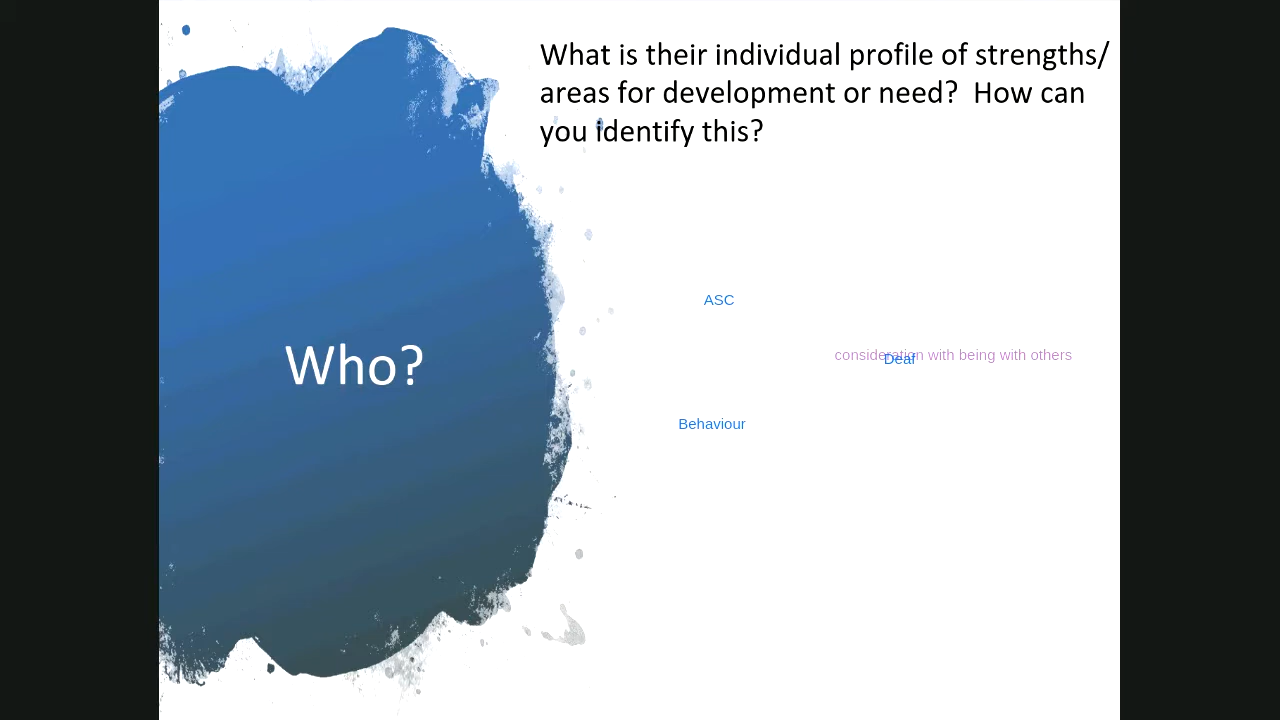 What is their individual profile of strengths/
areas for development or need?  How can
you identify this?
Who?
ASC
consideration with being with others
Deaf
Behaviour